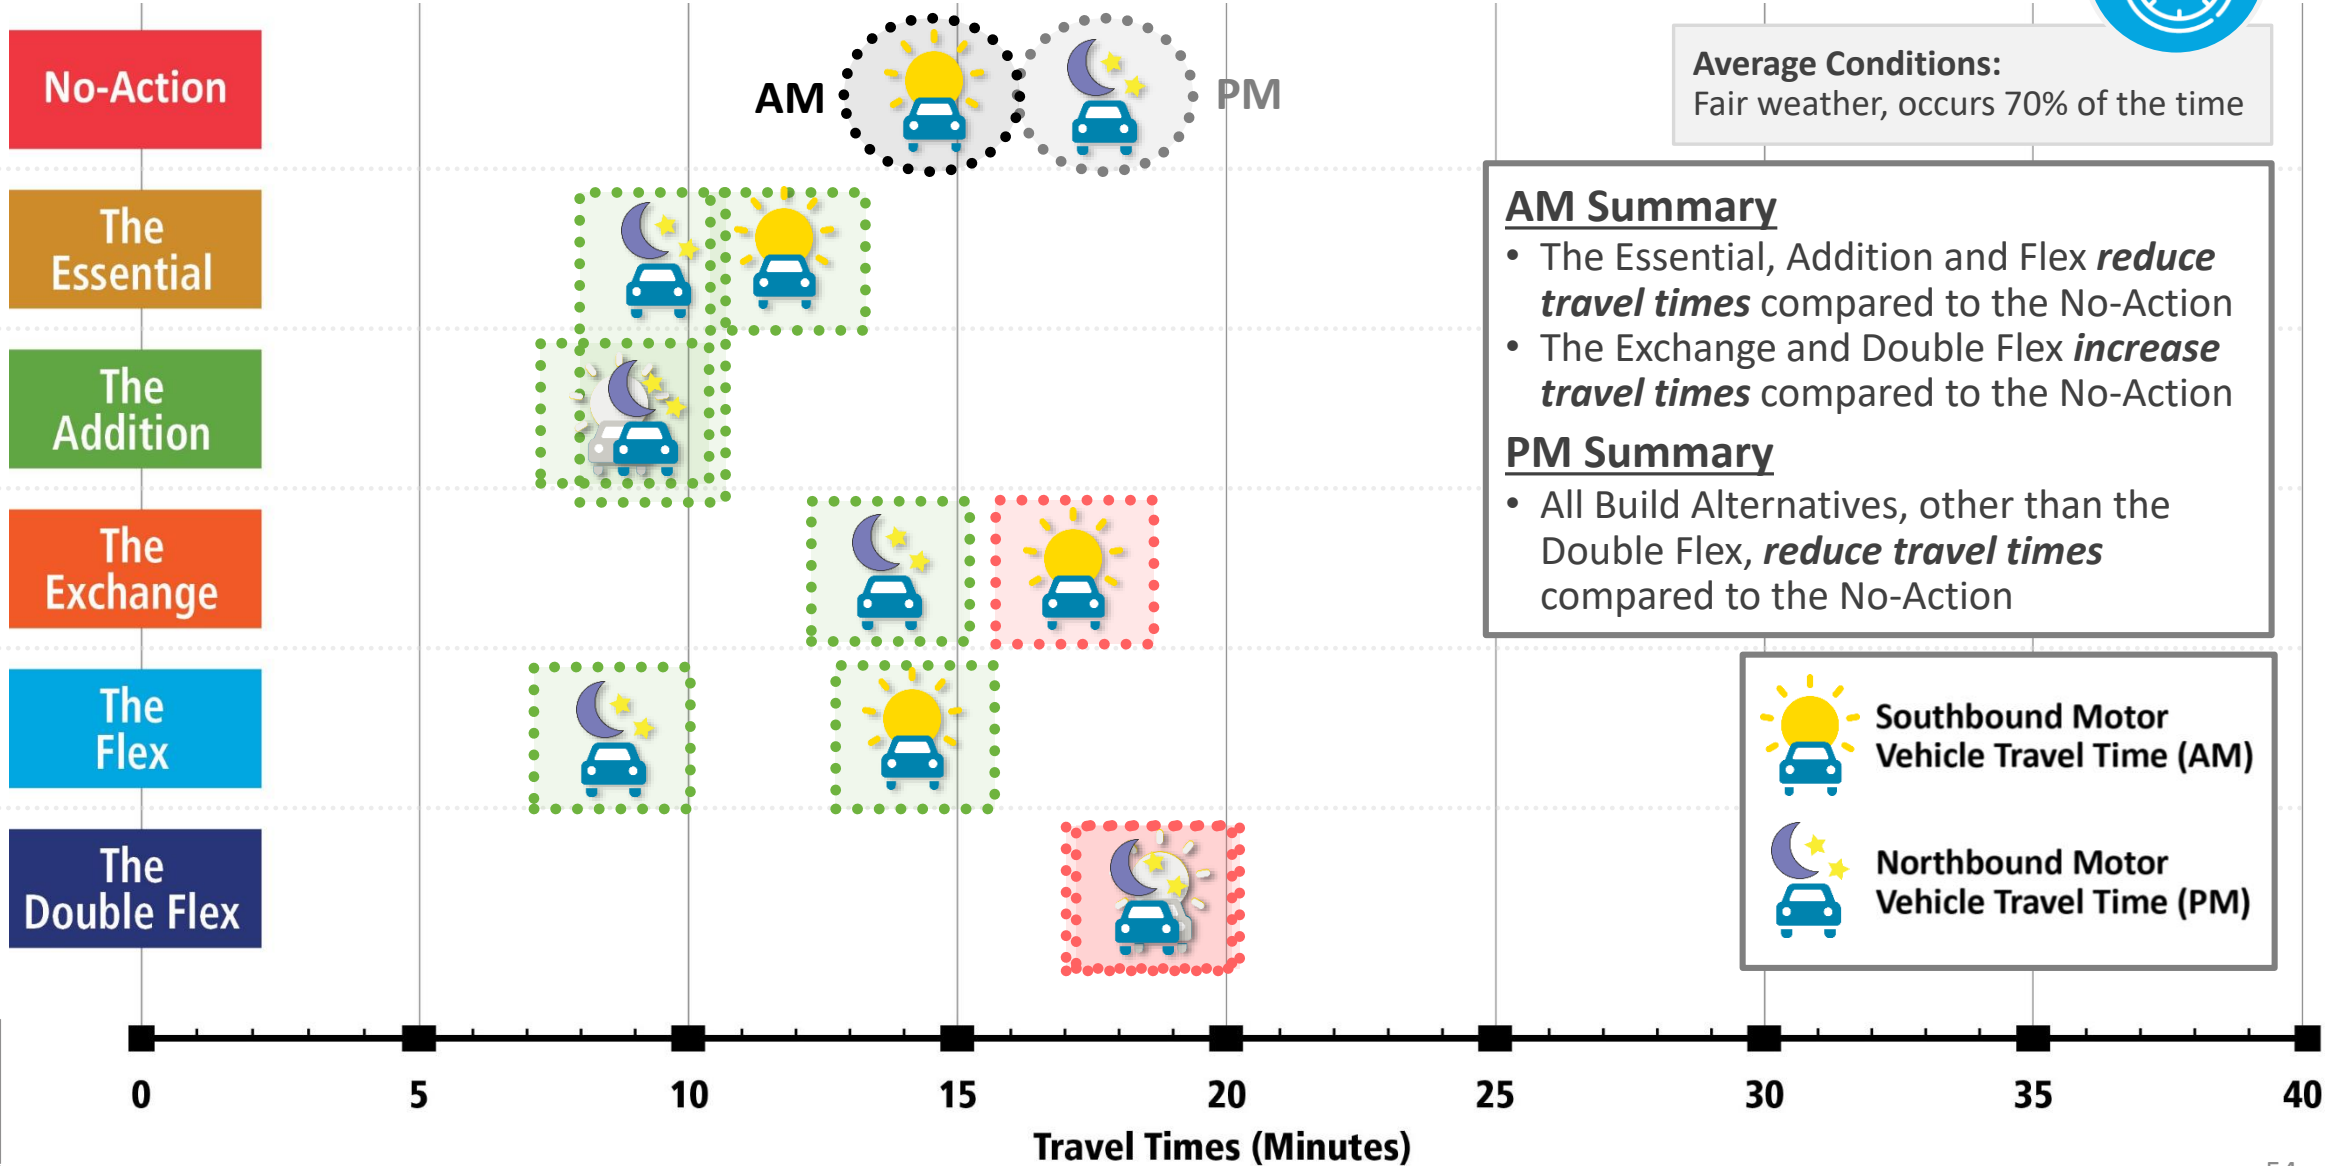 No-Action
AM
PM
Average Conditions:
Fair weather, occurs 70% of the time
The
Essential
The
Addition
The
Exchange
The
Flex
The
Double Flex
AM Summary
• The Essential, Addition and Flex reduce
travel times compared to the No-Action
• The Exchange and Double Flex increase
travel times compared to the No-Action
PM Summary
• All Build Alternatives, other than the
Double Flex, reduce travel times
compared to the No-Action
Southbound Motor
Vehicle Travel Time (AM)
Northbound Motor
Vehicle Travel Time (PM)
0 5 10 15 20 25 30 35 40
Travel Times (Minutes)